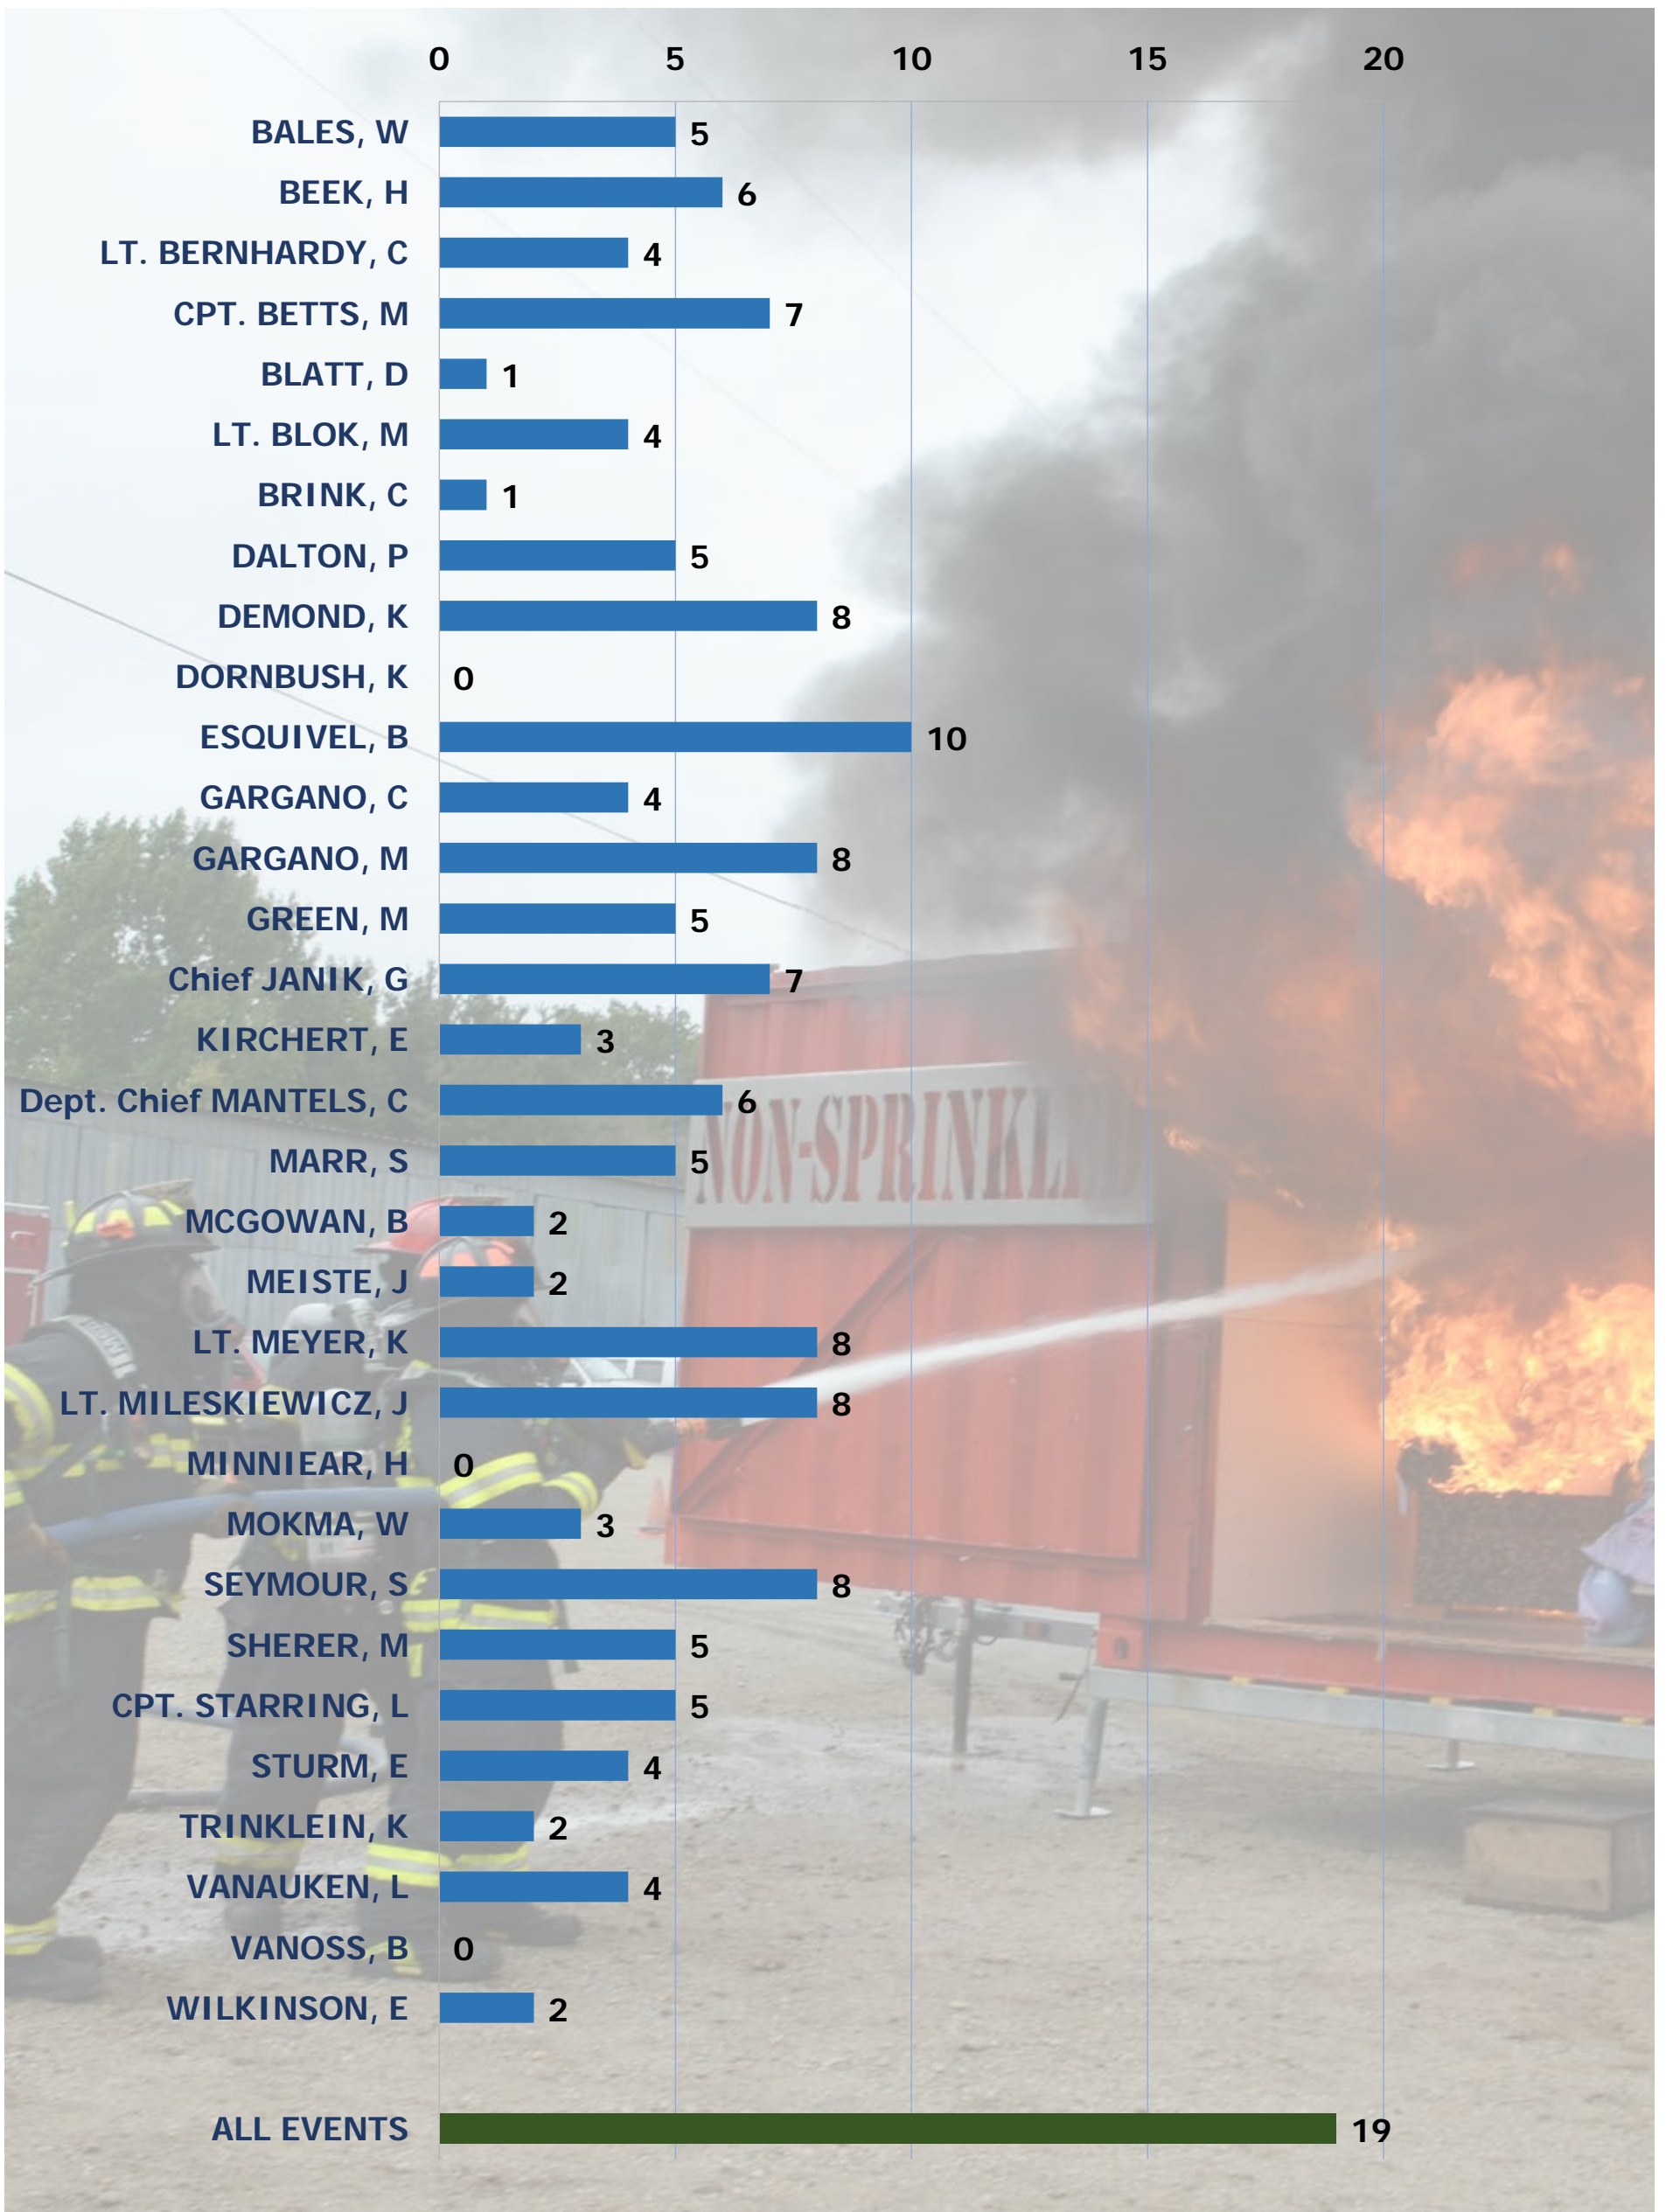 0 5 10 15 20
BALES, W 5
BEEK, H 6
LT. BERNHARDY, C 4
CPT. BETTS, M 7
BLATT, D 1
LT. BLOK, M 4
BRINK, C 1
DALTON, P 5
DEMOND, K 8
DORNBUSH, K 0
ESQUIVEL, B 10
GARGANO, C 4
GARGANO, M 8
GREEN, M 5
Chief JANIK, G 7
KIRCHERT, E 3
Dept. Chief MANTELS, C 6
NON-SPRINKLED
MARR, S 5
MCGOWAN, B 2
MEISTE, J 2
LT. MEYER, K 8
LT. MILESKIEWICZ, J 8
MINNIEAR, H 0
MOKMA, W 3
SEYMOUR, S 8
SHERER, M 5
CPT. STARRING, L 5
STURM, E 4
TRINKLEIN, K 2
VANAUKEN, L 4
VANOSS, B 0
WILKINSON, E 2
ALL EVENTS 19